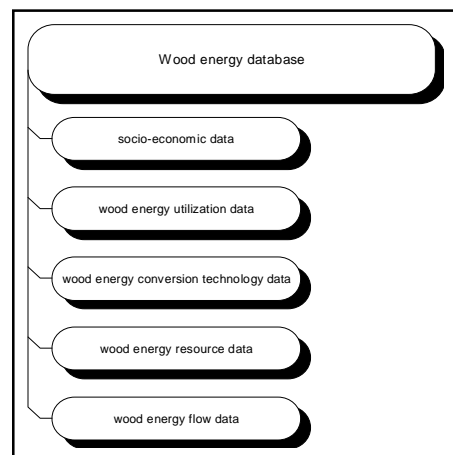 Wood energy database
socio-economic data
wood energy utilization data
wood energy conversion technology data
wood energy resource data
wood energy flow data